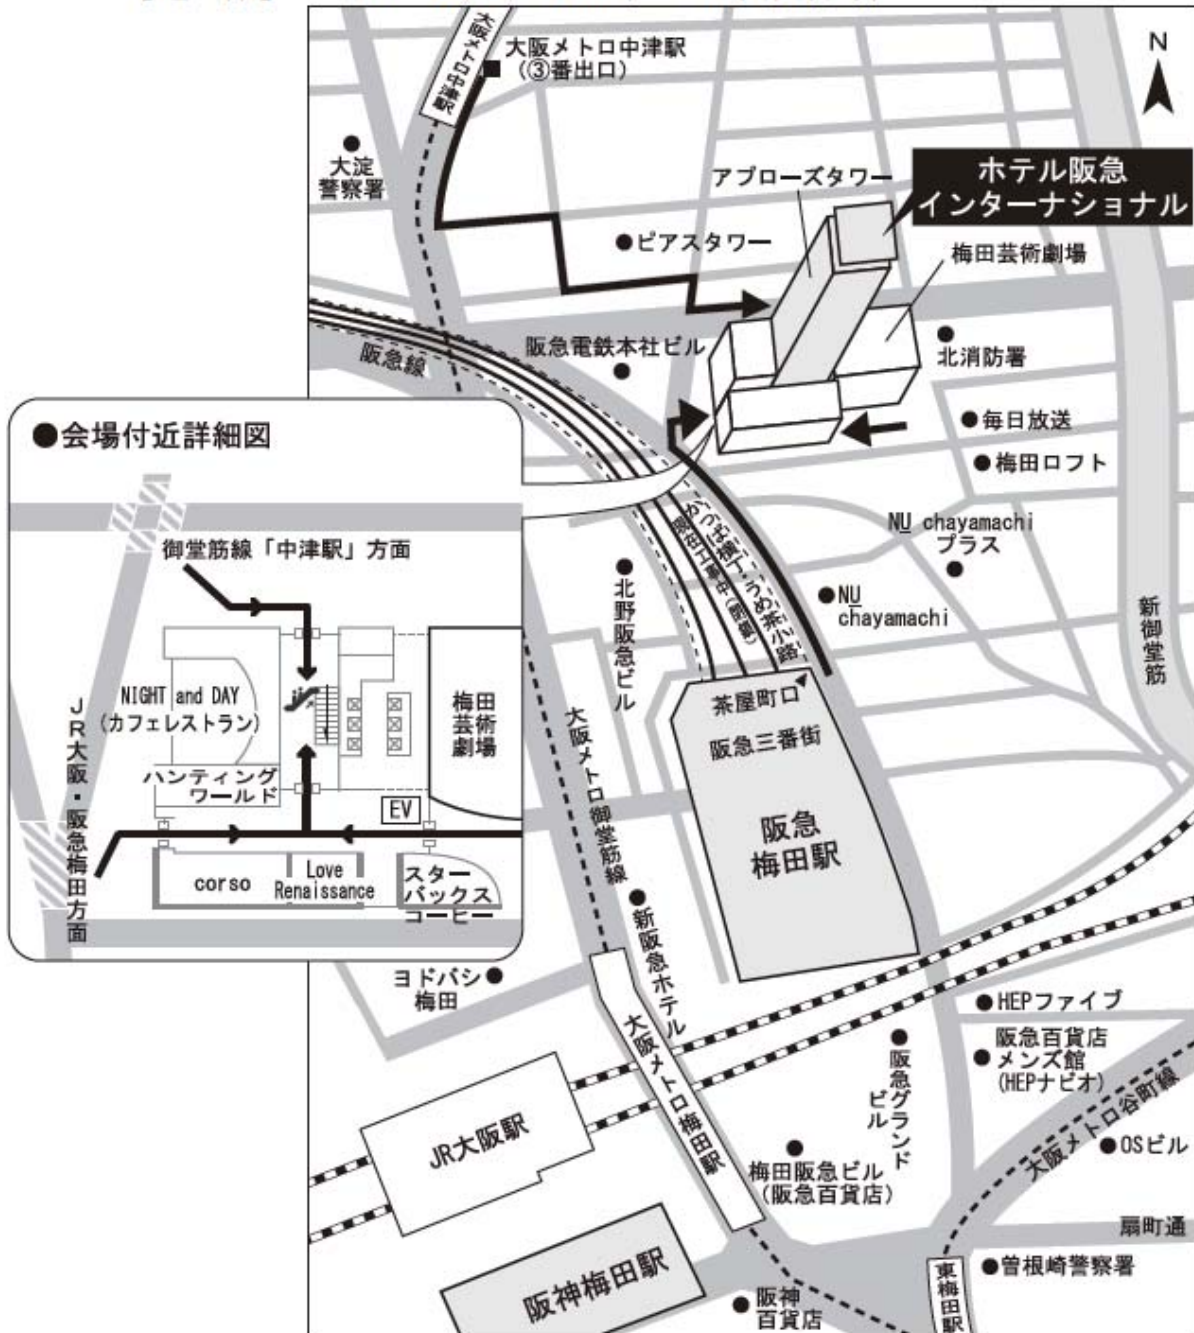 N
大阪メトロ中津駅
大阪メトロ中津駅
(③番出口)
大淀
警察署
アプローズタワー
ホテル阪急
インターナショナル
ピアスタワー
梅田芸術劇場
阪急電鉄本社ビル
阪急線
北消防署
毎日放送
梅田ロフト
NU chayamachi
プラス
NU
chayamachi
新御堂筋
かっぱ横丁・うめ茶小路
現在工事中(閉鎖)
北野阪急ビル
茶屋町口
阪急三番街
阪急
梅田駅
大阪メトロ御堂筋線
新阪急ホテル
●会場付近詳細図
御堂筋線「中津駅」方面
NIGHT and DAY
(カフェレストラン)
梅田
芸術
劇場
ハンティング
ワールド
EV
JR大阪・阪急梅田方面
corso
Love
Renaissance
スター
バックス
コーヒー
ヨドバシ
梅田
大阪メトロ梅田駅
HEPファイブ
阪急百貨店
メンズ館
(HEPナビオ)
阪急グランド
ビル
大阪メトロ谷町線
OSビル
JR大阪駅
梅田阪急ビル
(阪急百貨店)
扇町通
曽根崎警察署
東梅田駅
阪神梅田駅
阪神
百貨店